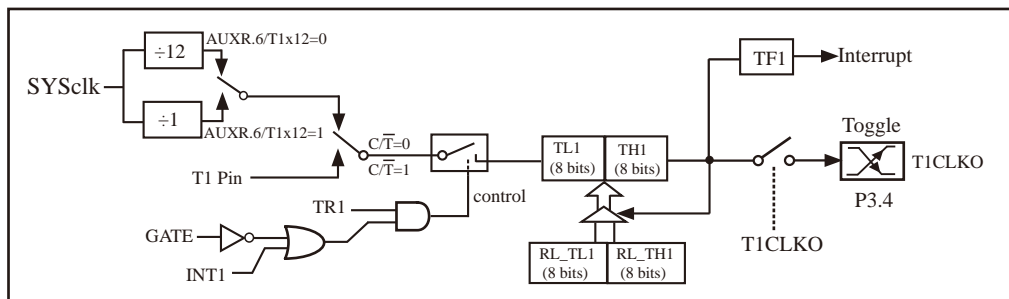 AUXR.6/T1x12=0
÷12
SYSclk
÷1
AUXR.6/T1x12=1
C/T̅=0
C/T̅=1
T1 Pin
control
TR1
GATE
INT1
TL1
(8 bits)
TH1
(8 bits)
RL_TL1
(8 bits)
RL_TH1
(8 bits)
TF1
Interrupt
Toggle
T1CLKO
P3.4
T1CLKO